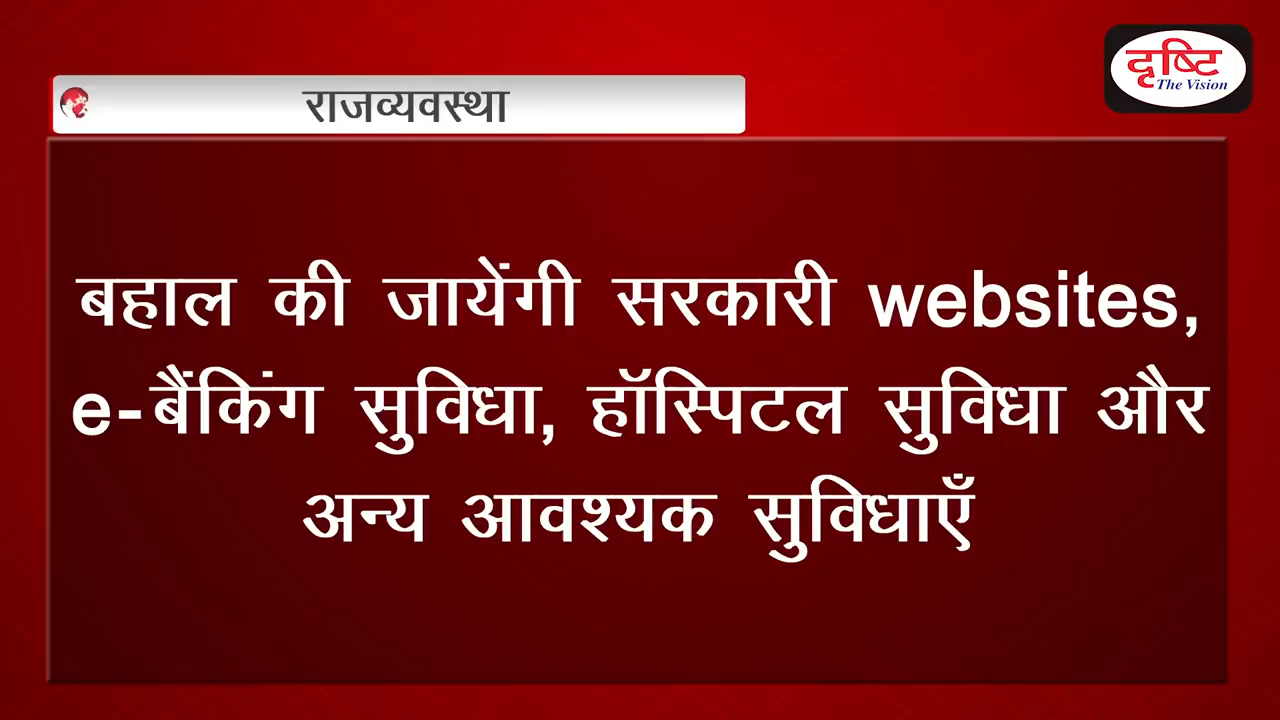 दृष्टि
The Vision
राजव्यवस्था
बहाल की जायेंगी सरकारी websites,
e-बैंकिंग सुविधा, हॉस्पिटल सुविधा और
अन्य आवश्यक सुविधाएँ